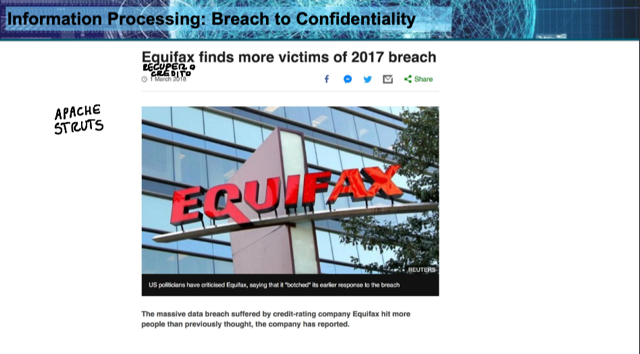 Information Processing: Breach to Confidentiality
Equifax finds more victims of 2017 breach
RECUPERO
CREDITO
1 March 2018
Share
APACHE
STRUTS
EQUIFAX
REUTERS
US politicians have criticised Equifax, saying that it "botched" its earlier response to the breach
The massive data breach suffered by credit-rating company Equifax hit more
people than previously thought, the company has reported.